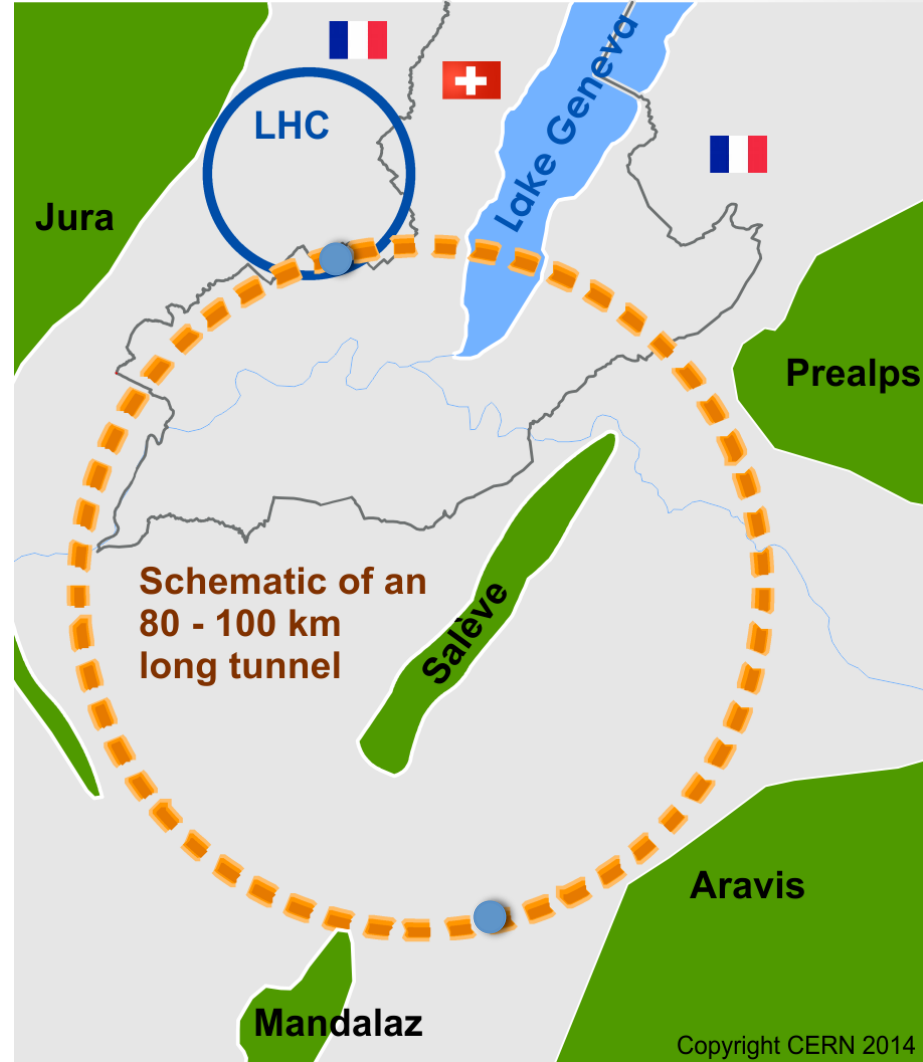 LHC
Lake Geneva
Jura
Prealps
Schematic of an
80 - 100 km
long tunnel
Salève
Aravis
Mandalaz
Copyright CERN 2014